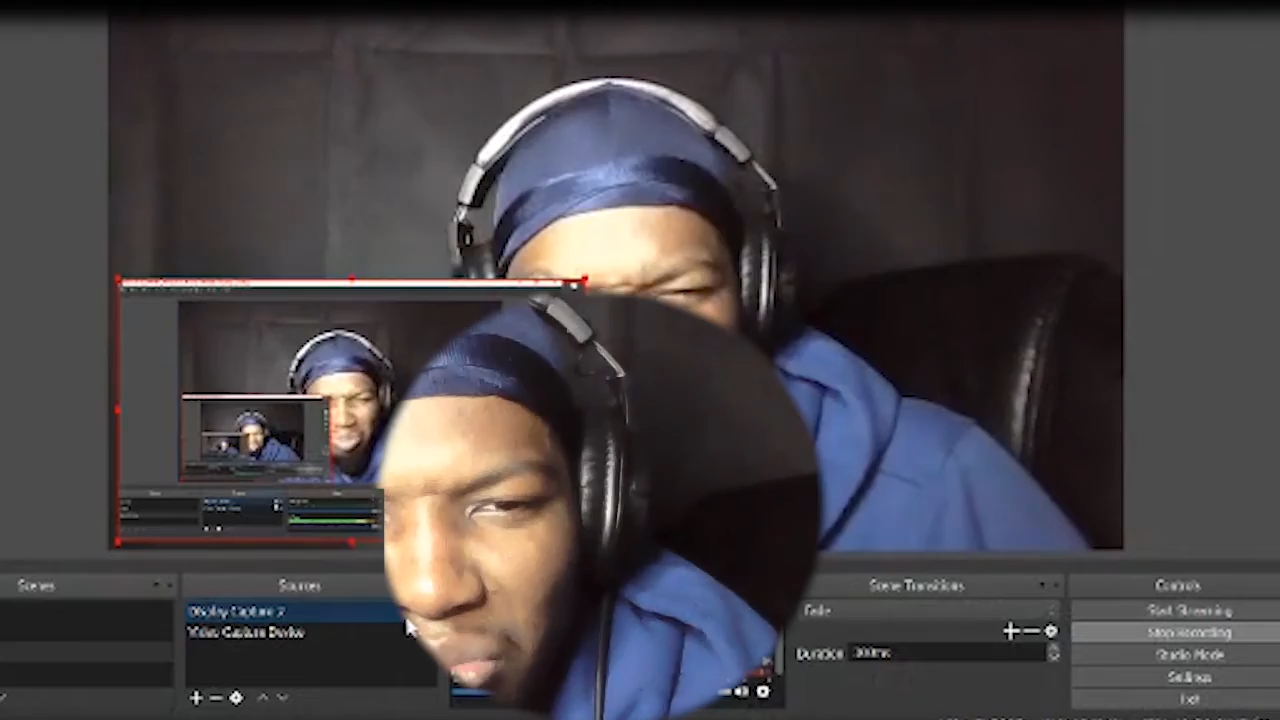 Scenes
Sources
Scene Transitions
Controls
Display Capture 2
Fade
Start Streaming
Video Capture Device
Stop Recording
Duration
300ms
Studio Mode
Settings
Exit